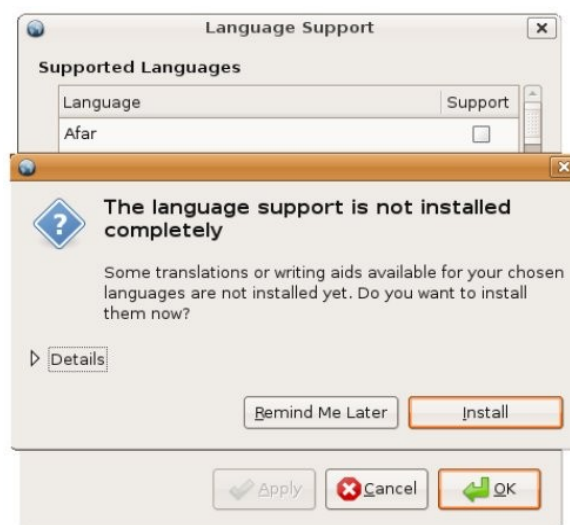 Language Support
Supported Languages
Language Support
Afar
The language support is not installed
completely
Some translations or writing aids available for your chosen
languages are not installed yet. Do you want to install
them now?
Details
Remind Me Later Install
Apply Cancel OK